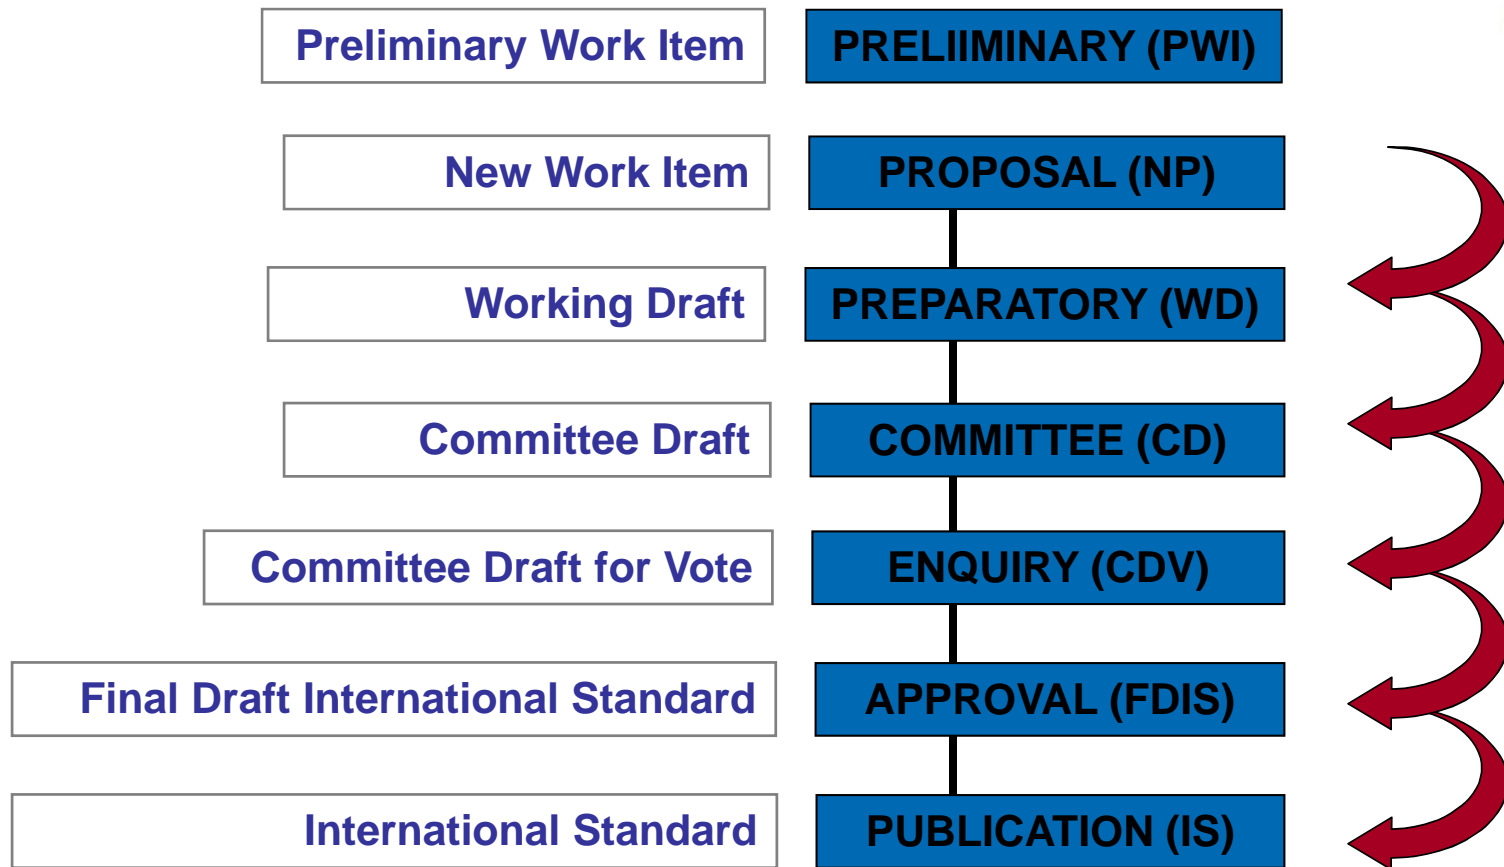 Preliminary Work Item
PRELIIMINARY (PWI)
New Work Item
PROPOSAL (NP)
Working Draft
PREPARATORY (WD)
Committee Draft
COMMITTEE (CD)
Committee Draft for Vote
ENQUIRY (CDV)
Final Draft International Standard
APPROVAL (FDIS)
International Standard
PUBLICATION (IS)